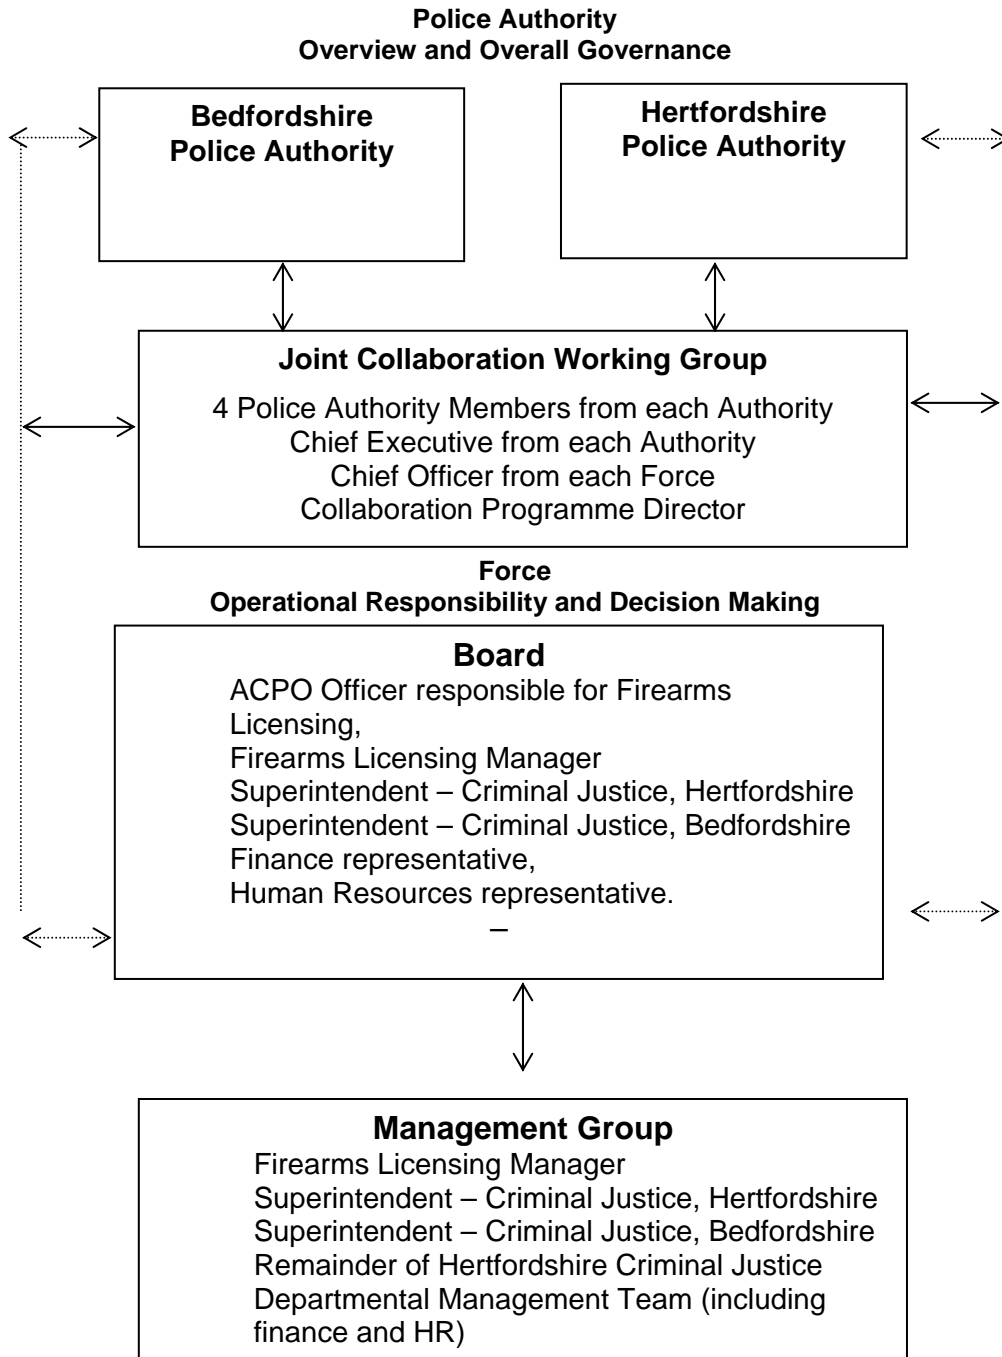 Police Authority
Overview and Overall Governance
Bedfordshire
Police Authority
Hertfordshire
Police Authority
Joint Collaboration Working Group
4 Police Authority Members from each Authority
Chief Executive from each Authority
Chief Officer from each Force
Collaboration Programme Director
Force
Operational Responsibility and Decision Making
Board
ACPO Officer responsible for Firearms
Licensing,
Firearms Licensing Manager
Superintendent – Criminal Justice, Hertfordshire
Superintendent – Criminal Justice, Bedfordshire
Finance representative,
Human Resources representative.
–
Management Group
Firearms Licensing Manager
Superintendent – Criminal Justice, Hertfordshire
Superintendent – Criminal Justice, Bedfordshire
Remainder of Hertfordshire Criminal Justice
Departmental Management Team (including
finance and HR)